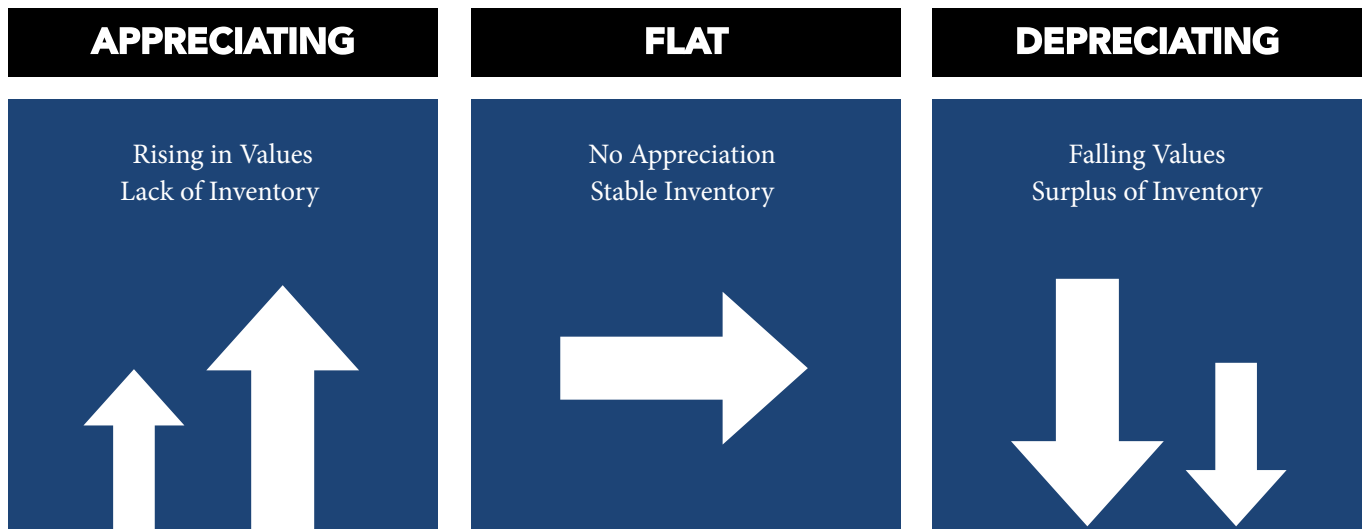 APPRECIATING
Rising in Values
Lack of Inventory
FLAT
No Appreciation
Stable Inventory
DEPRECIATING
Falling Values
Surplus of Inventory